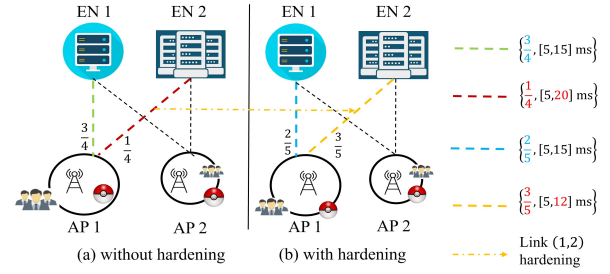 EN 1
EN 2
EN 1
EN 2
3/4
1/4
2/5
3/5
AP 1
AP 2
AP 1
AP 2
(a) without hardening
(b) with hardening
{3/4, [5,15] ms}
{1/4, [5,20] ms}
{2/5, [5,15] ms}
{3/5, [5,12] ms}
Link (1,2)
hardening